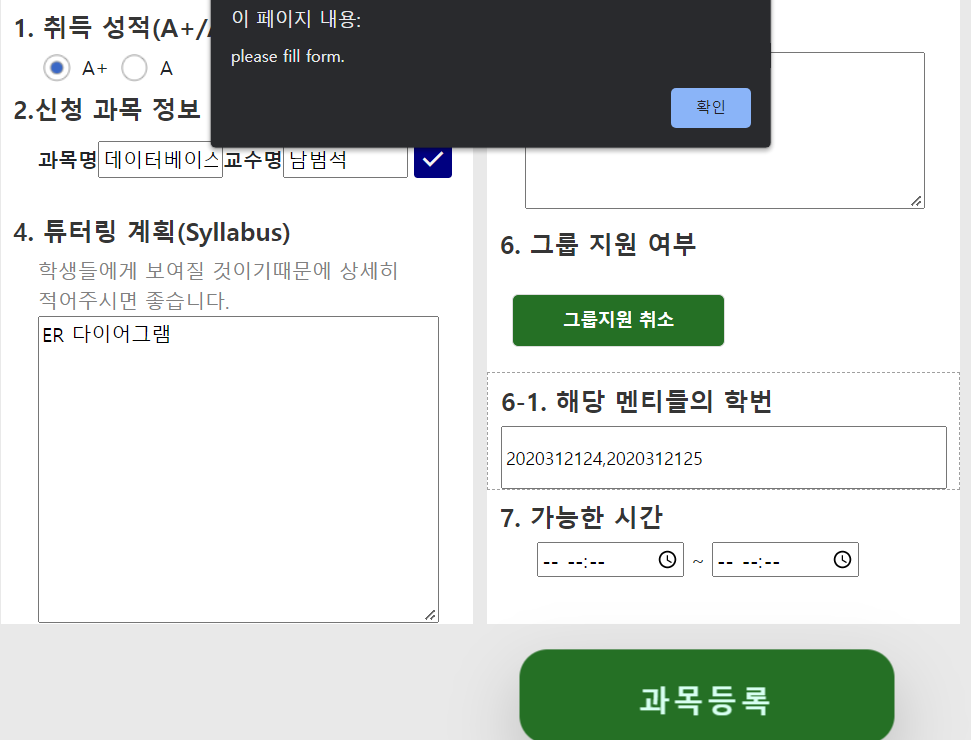 1. 취득 성적(A+/
이 페이지 내용:
please fill form.
확인
A+ A
2.신청 과목 정보
과목명 데이터베이스 교수명 남범석
4. 튜터링 계획(Syllabus)
학생들에게 보여질 것이기때문에 상세히
적어주시면 좋습니다.
ER 다이어그램
6. 그룹 지원 여부
그룹지원 취소
6-1. 해당 멘티들의 학번
2020312124,2020312125
7. 가능한 시간
-- --:-- ~ -- --:--
과목등록